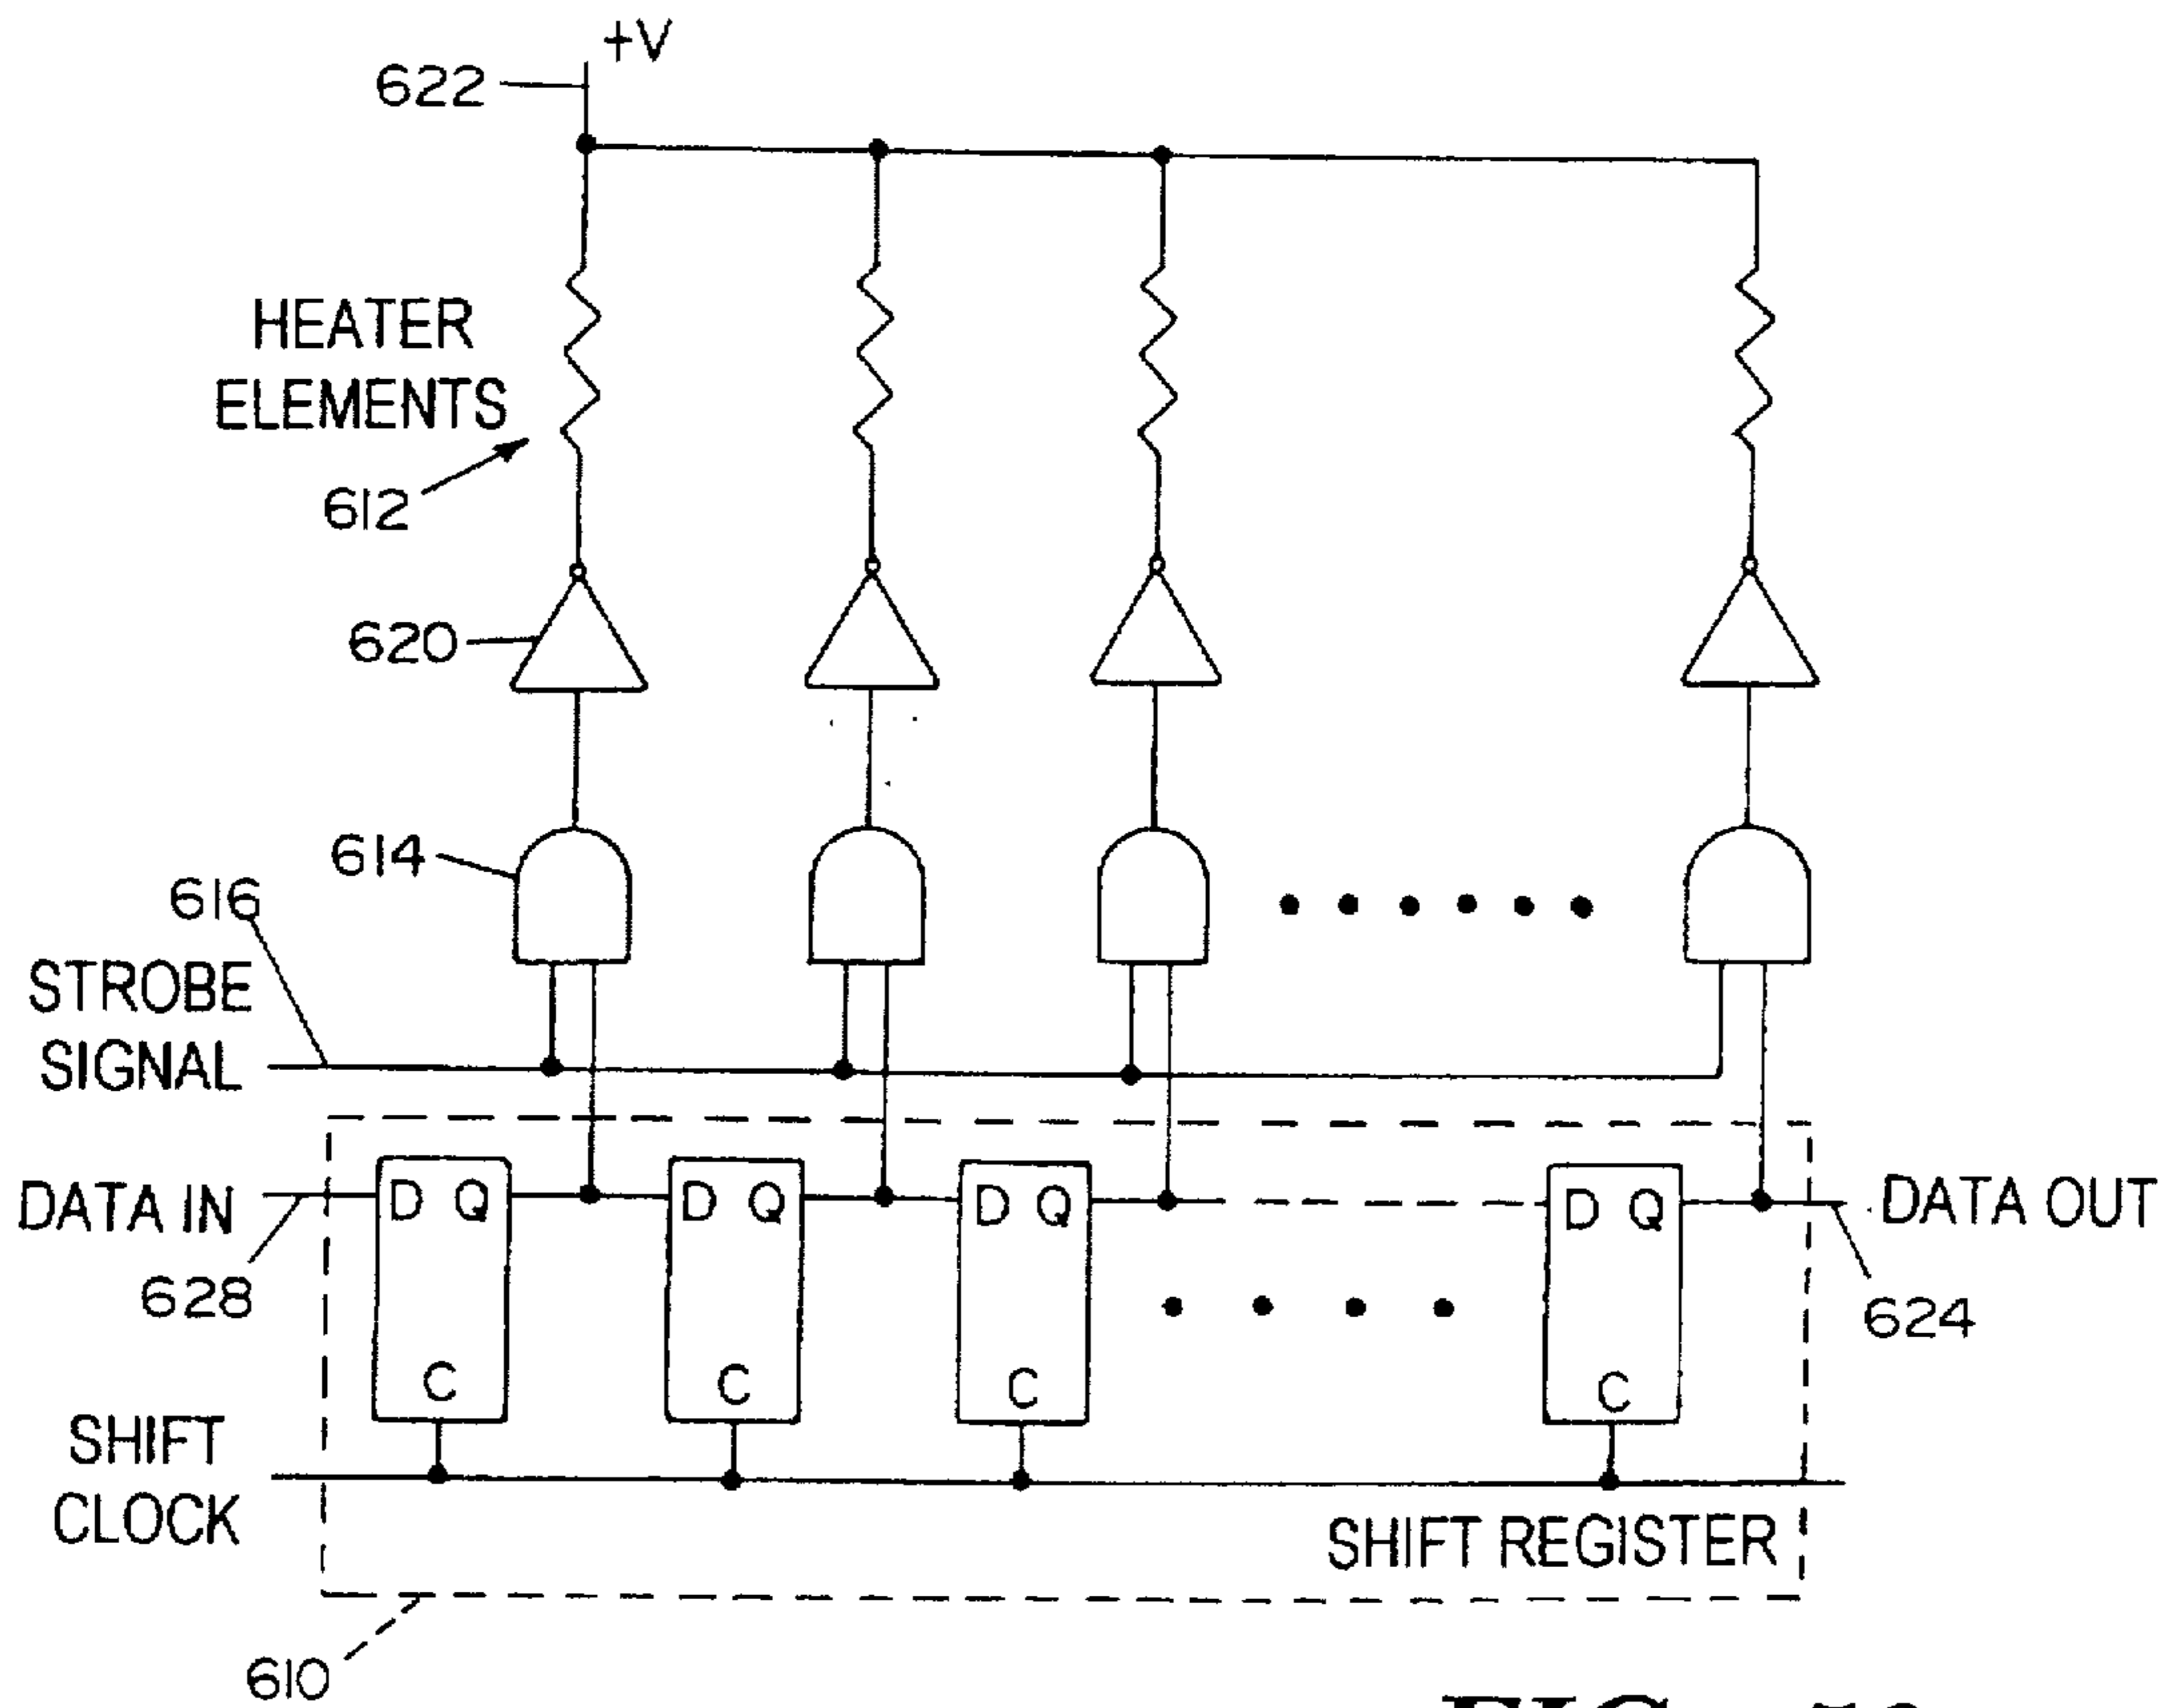 +V
622
HEATER
ELEMENTS
612
620
614
616
STROBE
SIGNAL
DATA IN
D Q
D Q
D Q
D Q
DATA OUT
628
624
C
C
C
C
SHIFT
CLOCK
SHIFT REGISTER
610